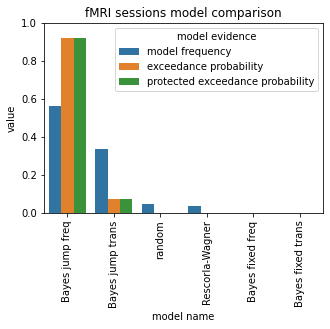 fMRI sessions model comparison
model evidence
model frequency
exceedance probability
protected exceedance probability
value
1.0
0.8
0.6
0.4
0.2
0.0
Bayes jump freq
Bayes jump trans
random
Rescorla-Wagner
Bayes fixed freq
Bayes fixed trans
model name